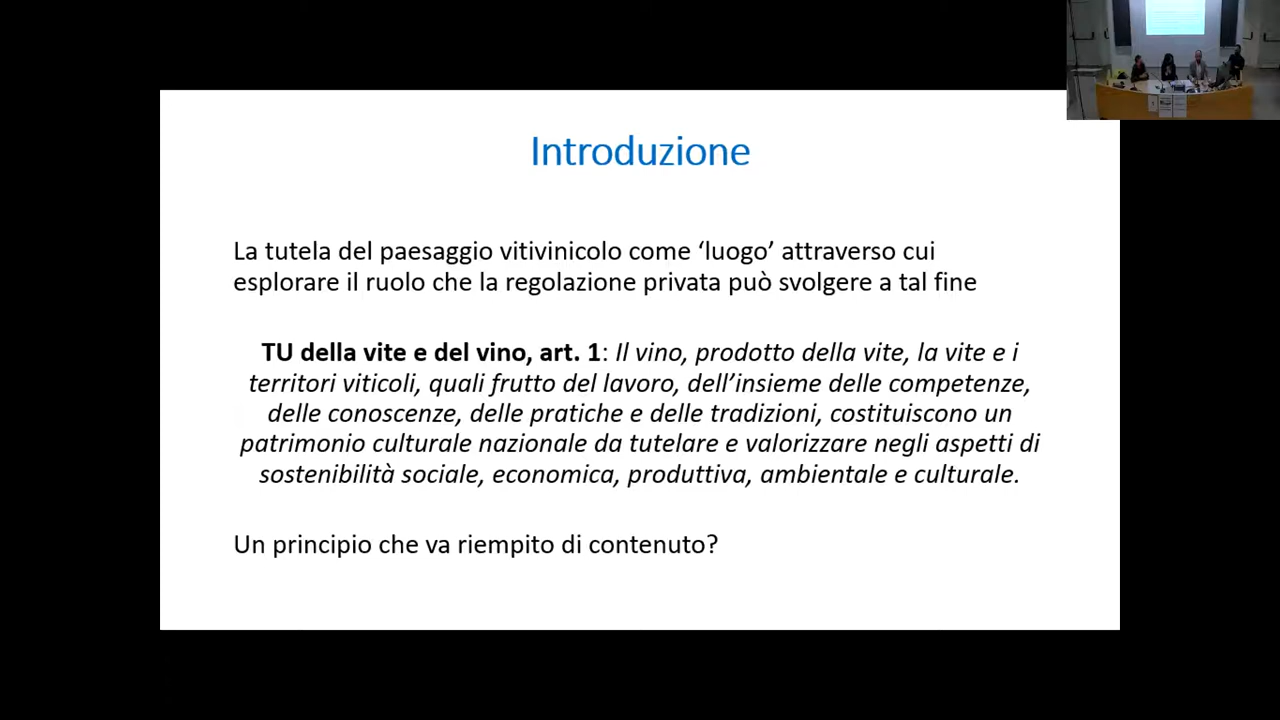 Introduzione
La tutela del paesaggio vitivinicolo come ‘luogo’ attraverso cui
esplorare il ruolo che la regolazione privata può svolgere a tal fine
TU della vite e del vino, art. 1: Il vino, prodotto della vite, la vite e i
territori viticoli, quali frutto del lavoro, dell’insieme delle competenze,
delle conoscenze, delle pratiche e delle tradizioni, costituiscono un
patrimonio culturale nazionale da tutelare e valorizzare negli aspetti di
sostenibilità sociale, economica, produttiva, ambientale e culturale.
Un principio che va riempito di contenuto?